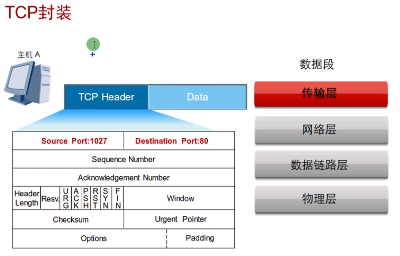 TCP封装
主机 A
TCP Header
Data
Source Port:1027
Destination Port:80
Sequence Number
Acknowledgement Number
Header Length
Resv.
URG
ACK
PSH
RST
SYN
FIN
Window
Checksum
Urgent Pointer
Options
Padding
数据段
传输层
网络层
数据链路层
物理层